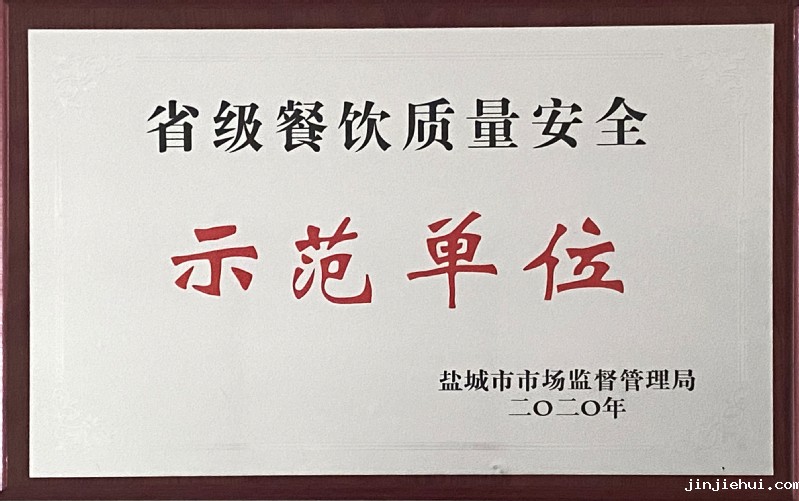 省级餐饮质量安全
示范单位
盐城市市场监督管理局
二〇二〇年
jinjiehui.com